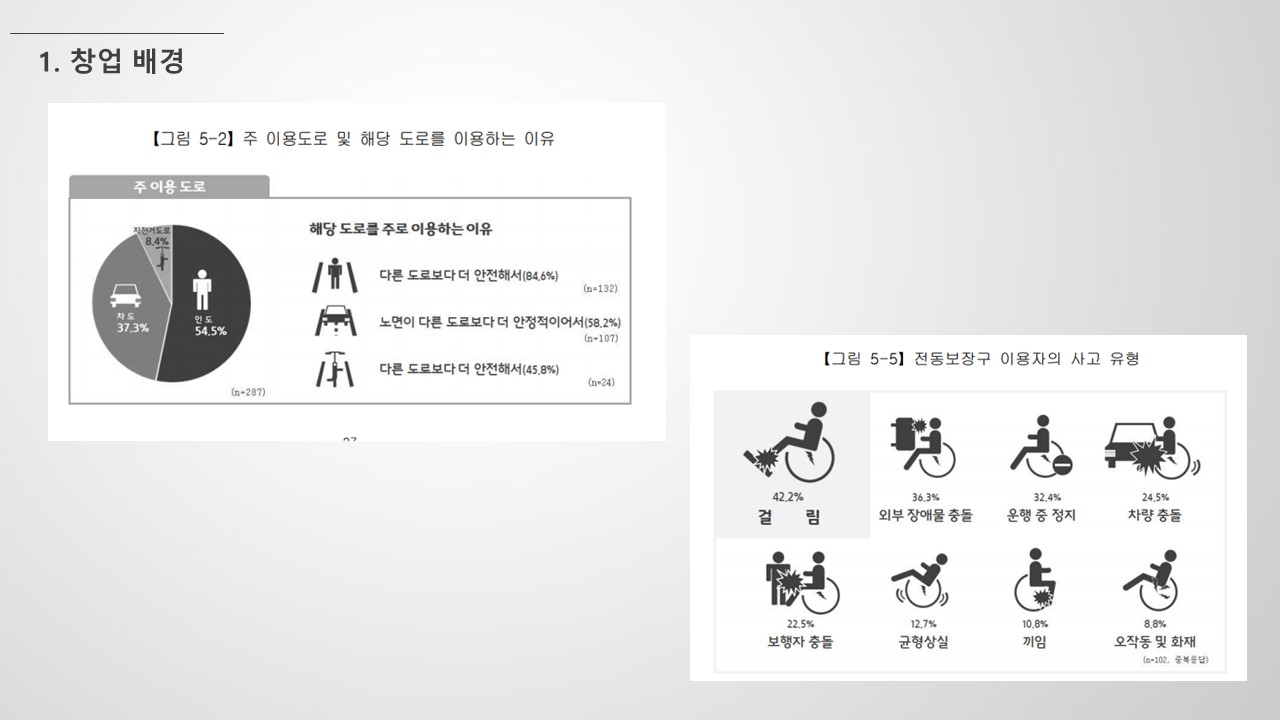 1. 창업 배경
【그림 5-2】 주 이용도로 및 해당 도로를 이용하는 이유
주 이용 도로
자전거도로
8.4%
차 도
37.3%
인 도
54.5%
(n=287)
해당 도로를 주로 이용하는 이유
다른 도로보다 더 안전해서(84.6%)
(n=132)
노면이 다른 도로보다 더 안정적이어서(58.2%)
(n=107)
다른 도로보다 더 안전해서(45.8%)
(n=24)
【그림 5-5】 전동보장구 이용자의 사고 유형
42.2%
걸 림
36.3%
외부 장애물 충돌
32.4%
운행 중 정지
24.5%
차량 충돌
22.5%
보행자 충돌
12.7%
균형상실
10.8%
끼임
8.8%
오작동 및 화재
(n=102, 중복응답)